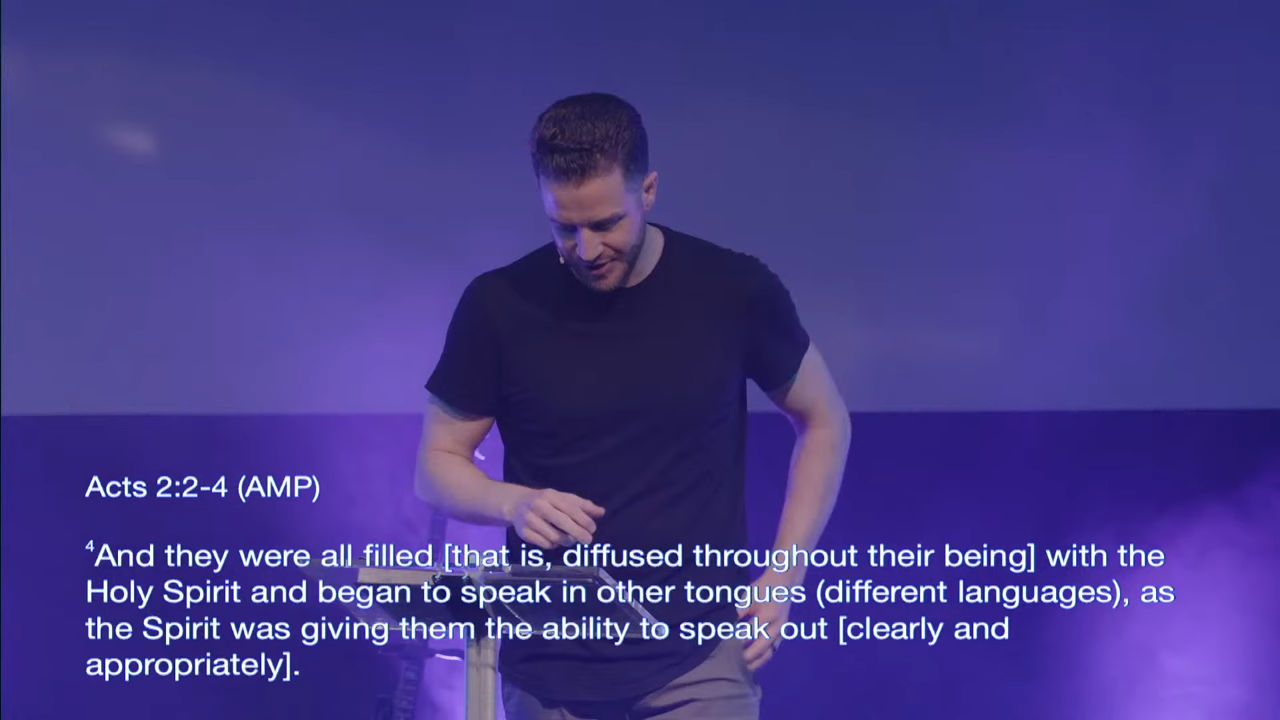 Acts 2:2-4 (AMP)
⁴And they were all filled [that is, diffused throughout their being] with the
Holy Spirit and began to speak in other tongues (different languages), as
the Spirit was giving them the ability to speak out [clearly and
appropriately].